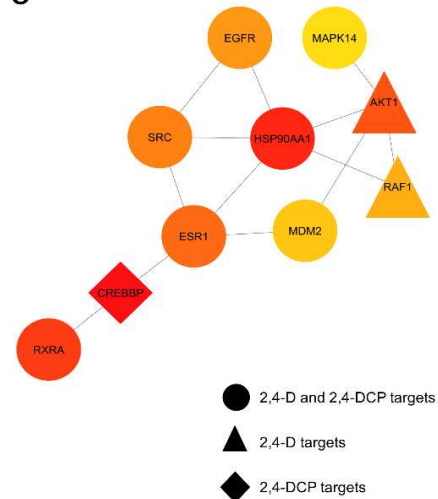 EGFR
MAPK14
AKT1
SRC
HSP90AA1
RAF1
ESR1
MDM2
CREBBP
RXRA
2,4-D and 2,4-DCP targets
2,4-D targets
2,4-DCP targets